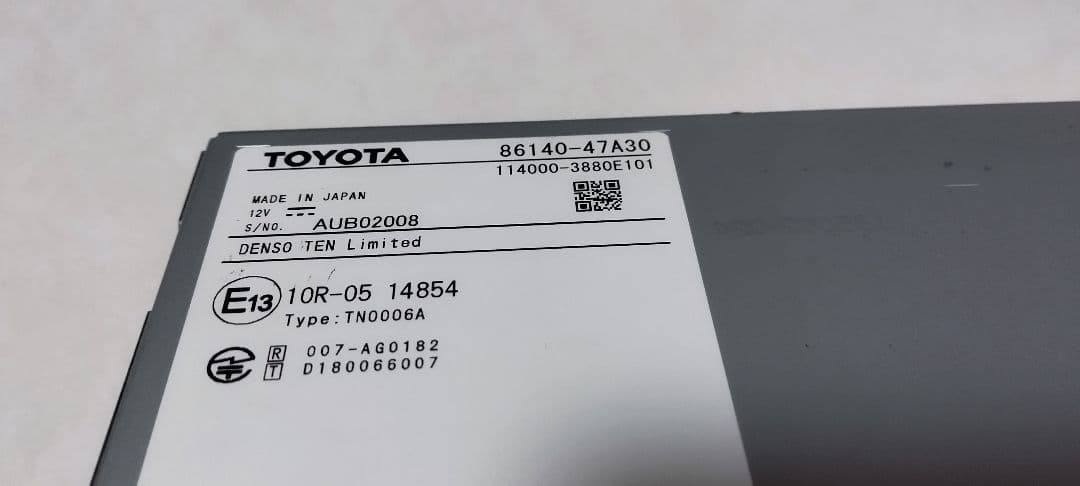 TOYOTA 86140-47A30
114000-3880E101
MADE IN JAPAN
12V
S/NO. AUB02008
DENSO TEN Limited
E13 10R-05 14854
Type:TN0006A
R 007-AG0182
T D180066007